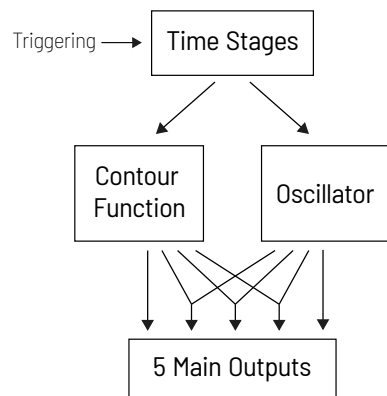 Triggering
Time Stages
Contour
Function
Oscillator
5 Main Outputs